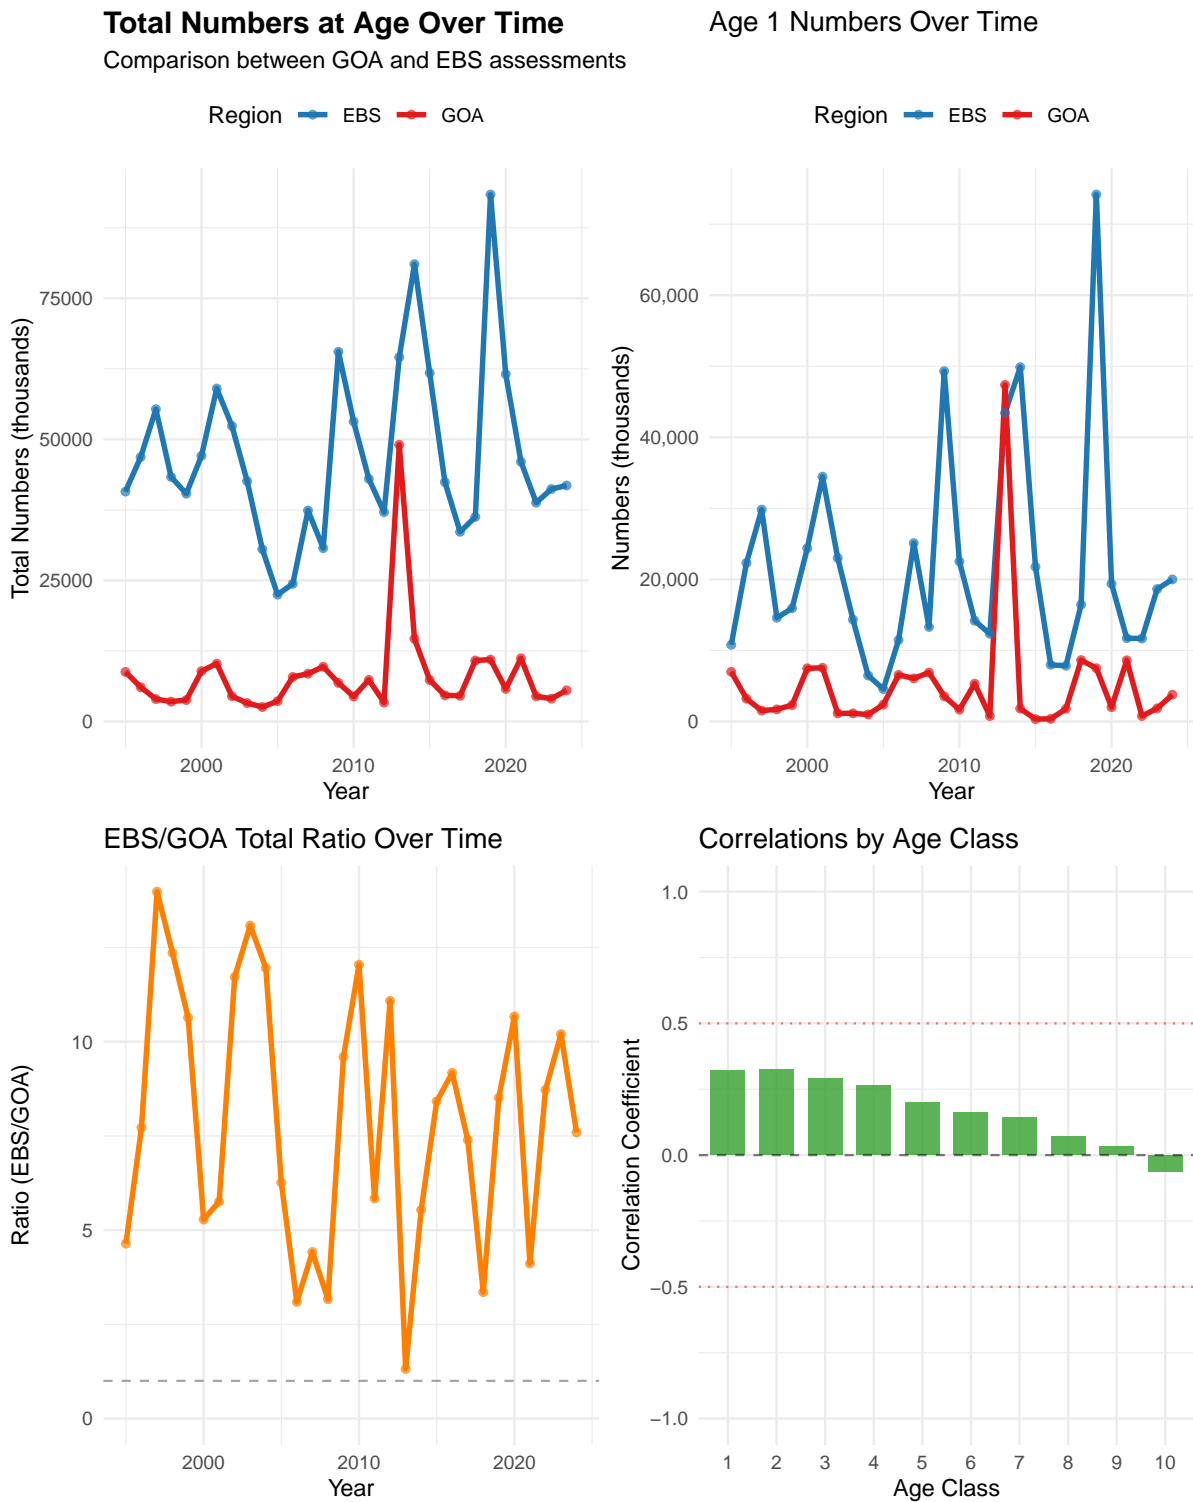 Total Numbers at Age Over Time
Comparison between GOA and EBS assessments
Region EBS GOA
Total Numbers (thousands)
75000
50000
25000
0
2000 2010 2020
Year
Age 1 Numbers Over Time
Region EBS GOA
Numbers (thousands)
60,000
40,000
20,000
0
2000 2010 2020
Year
EBS/GOA Total Ratio Over Time
Ratio (EBS/GOA)
10
5
0
2000 2010 2020
Year
Correlations by Age Class
Correlation Coefficient
1.0
0.5
0.0
−0.5
−1.0
1 2 3 4 5 6 7 8 9 10
Age Class